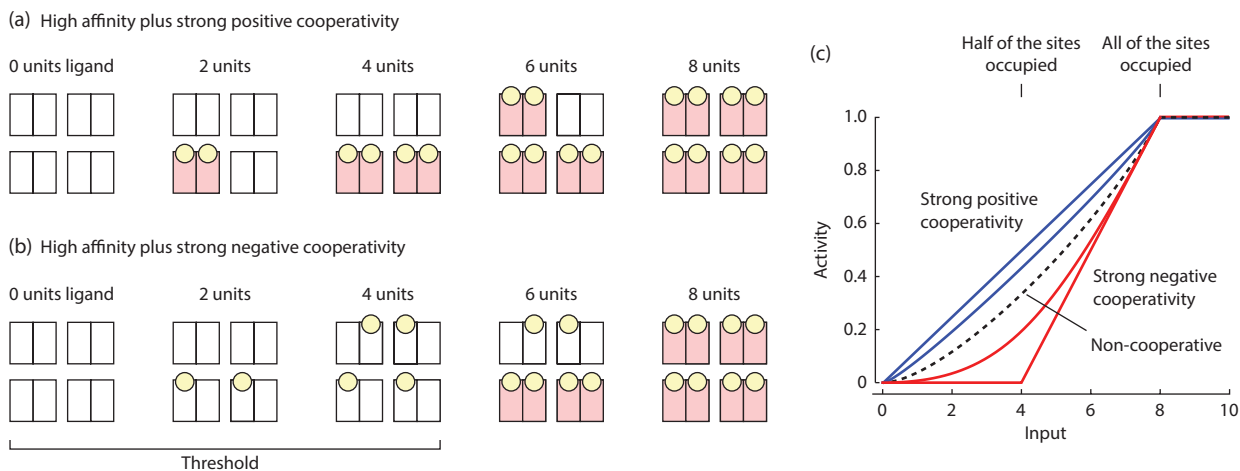 (a) High affinity plus strong positive cooperativity
0 units ligand
2 units
4 units
6 units
8 units
(b) High affinity plus strong negative cooperativity
0 units ligand
2 units
4 units
6 units
8 units
Threshold
(c)
Half of the sites
occupied
All of the sites
occupied
1.0
0.8
0.6
0.4
0.2
0
Activity
Strong positive
cooperativity
Strong negative
cooperativity
Non-cooperative
0 2 4 6 8 10
Input